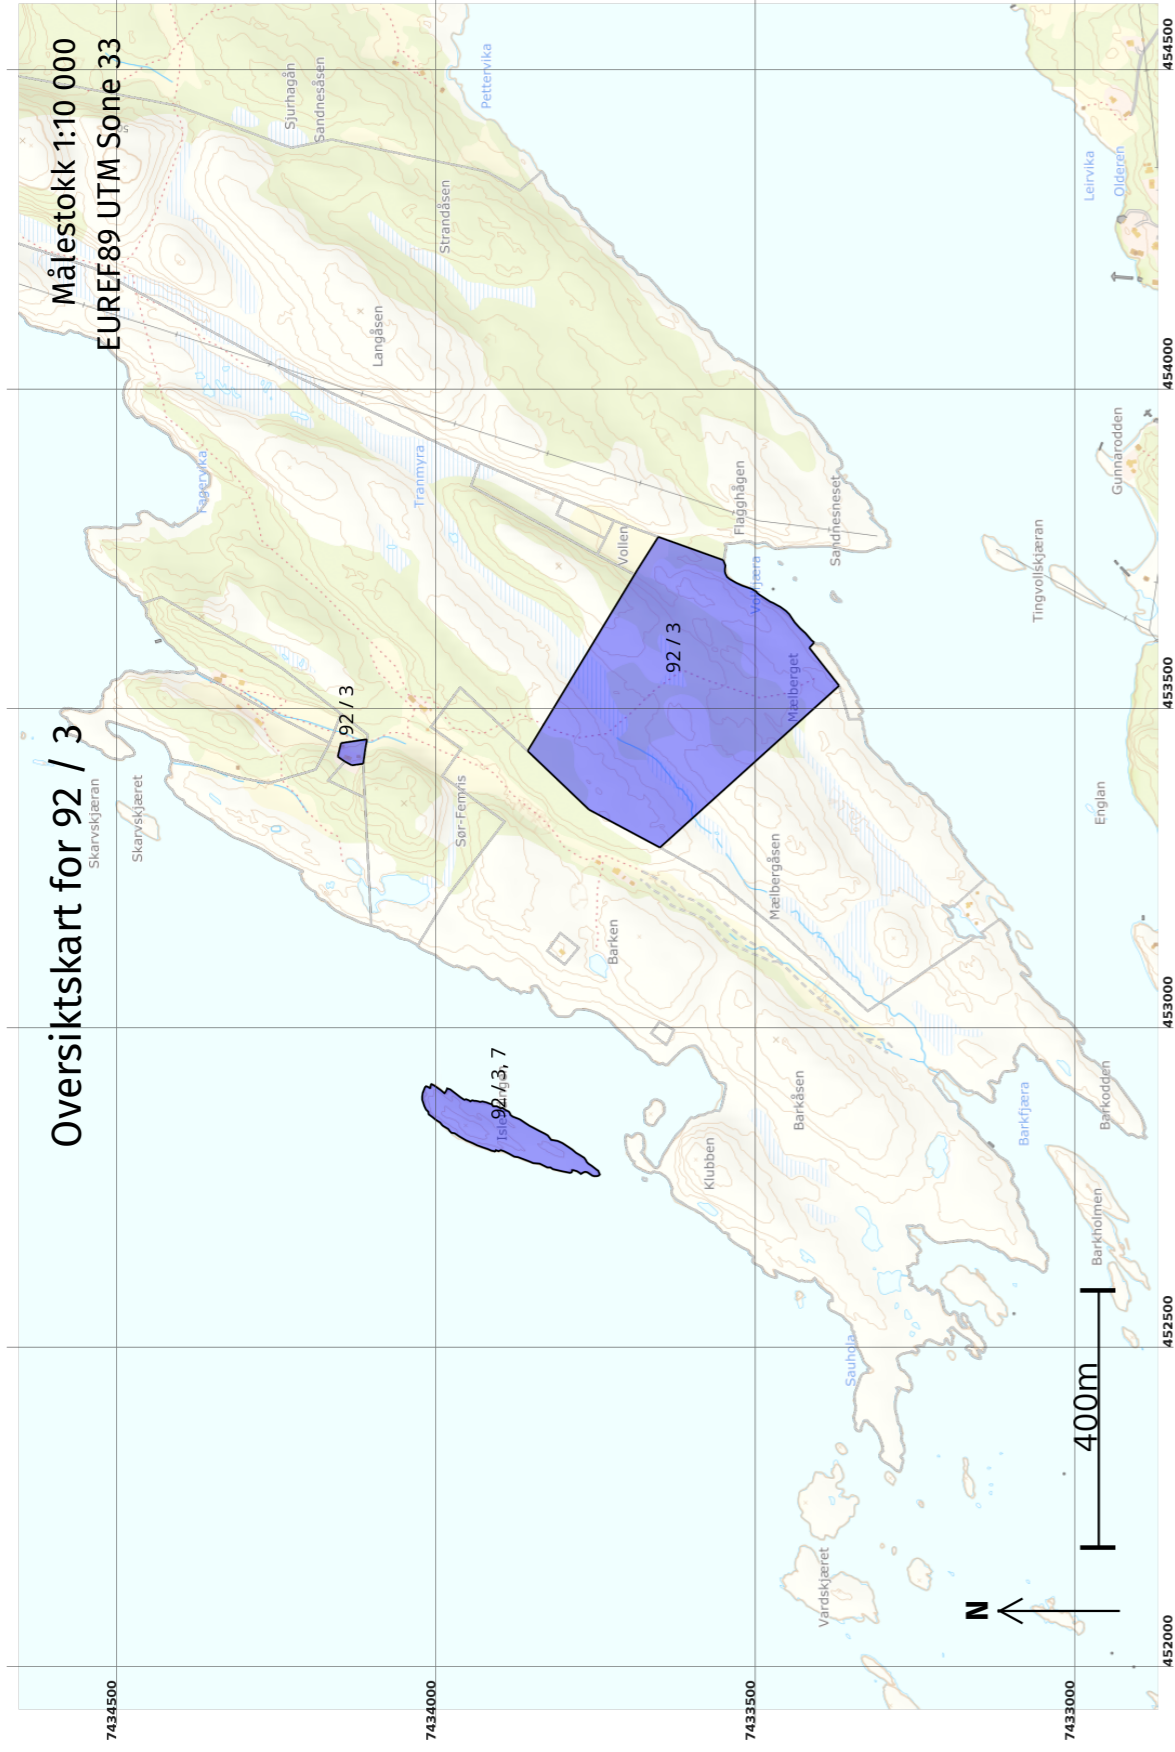 Oversiktskart for 92 / 3
Målestokk 1:10 000
EUREF89 UTM Sone 33
Skarvskjæran
Skarvskjæret
Fagervika
Sjurhagån
Sandnesåsen
Pettervika
Strandåsen
Langåsen
Tranmyra
92 / 3
Sør-Femris
Vollen
Flagghågen
Sandnesneset
92 / 3
Mælberget
Mælbergåsen
Barken
92 / 3, 7
Klubben
Barkåsen
Barkfjæra
Barkodden
Barkholmen
Sauhola
Vardskjæret
Englan
Tingvollskjæran
Gunnarodden
Leirvika
Olderen
N
400m
7434500
7434000
7433500
7433000
452000
452500
453000
453500
454000
454500